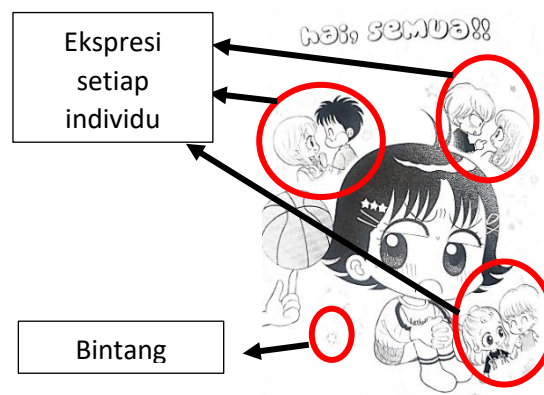 Ekspresi
setiap
individu
hai, semua!!
Bintang